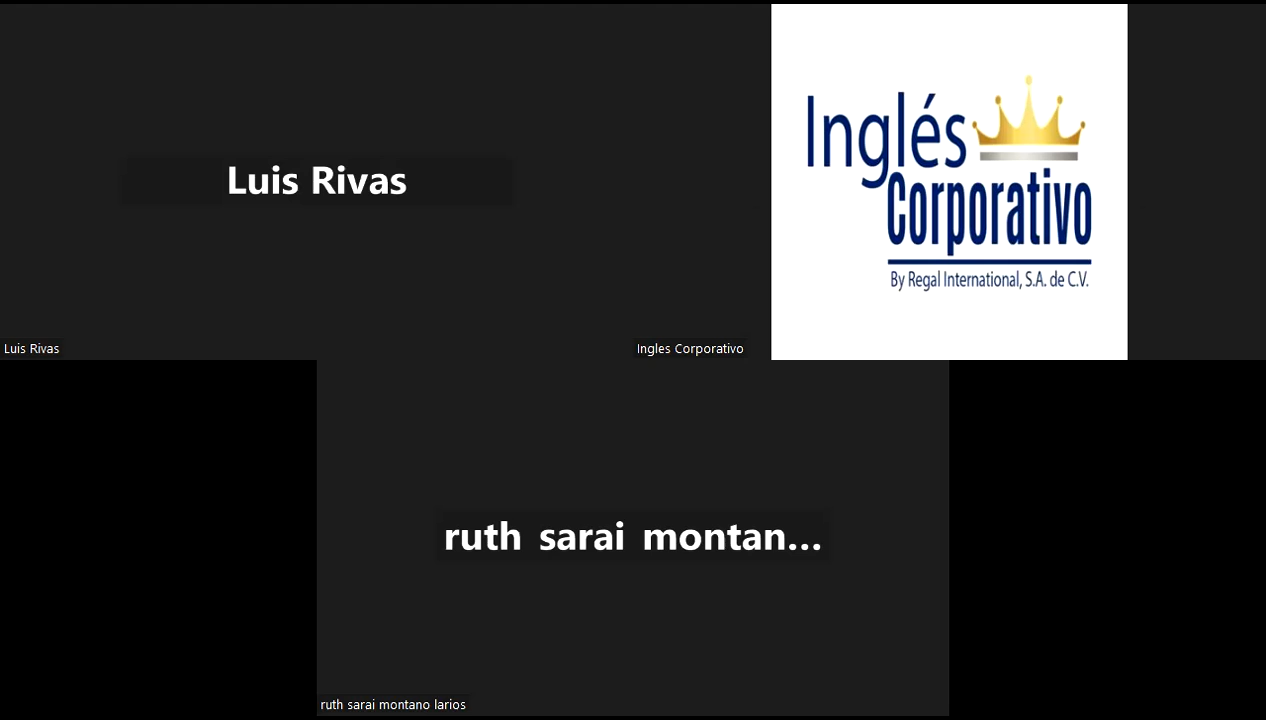 Luis Rivas
Luis Rivas
Inglés
Corporativo
By Regal International, S.A. de C.V.
Ingles Corporativo
ruth sarai montan...
ruth sarai montano larios